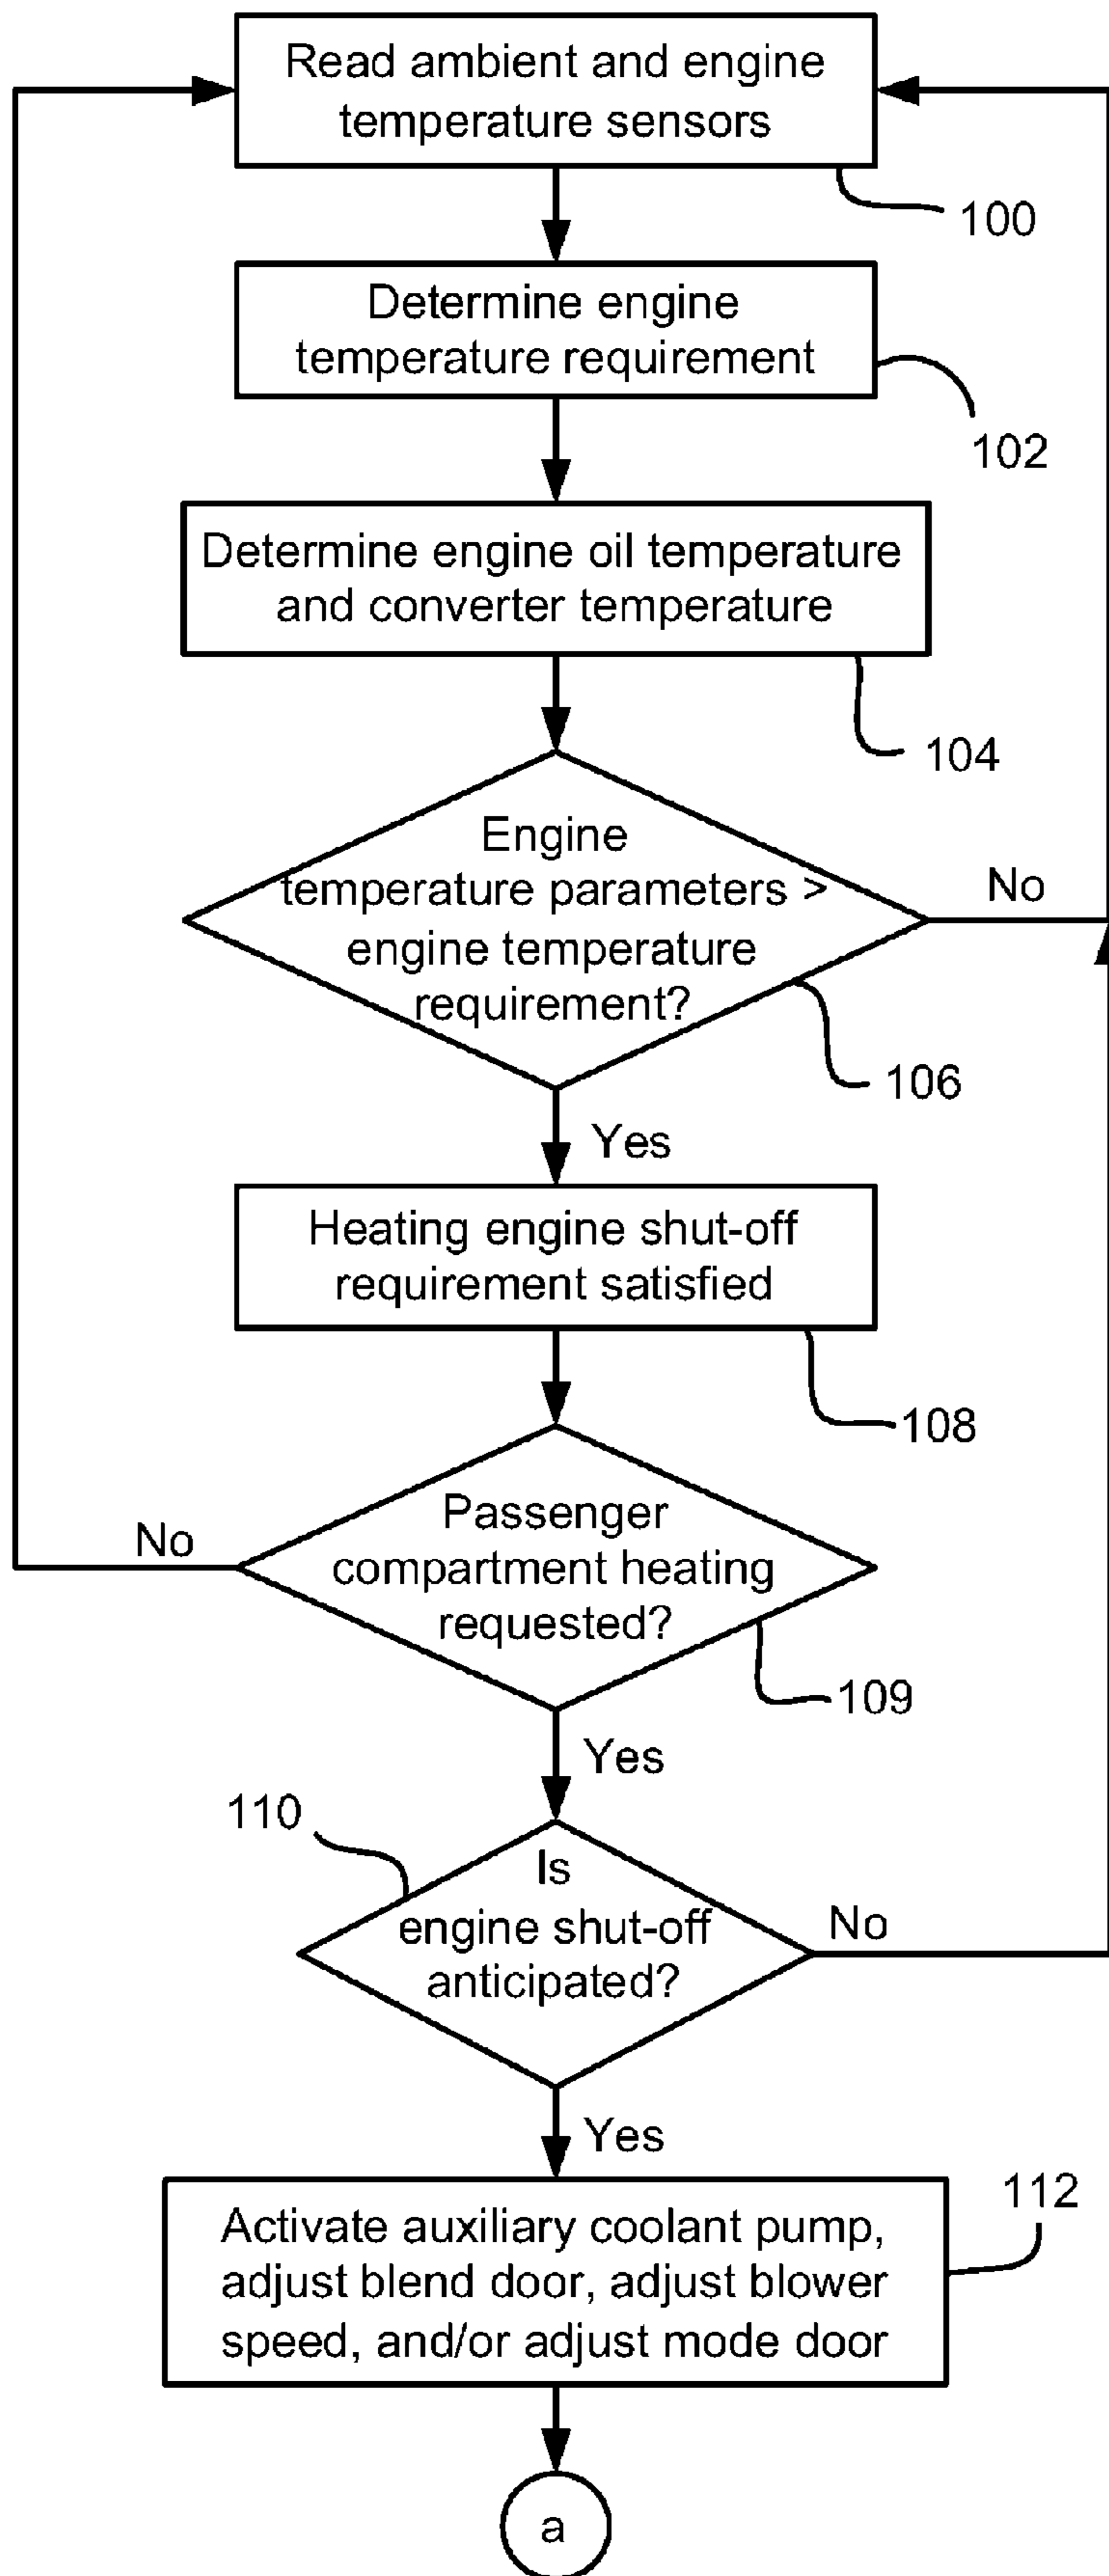 Read ambient and engine
temperature sensors
100
Determine engine
temperature requirement
102
Determine engine oil temperature
and converter temperature
104
Engine
temperature parameters >
engine temperature
requirement?
No
106
Yes
Heating engine shut-off
requirement satisfied
108
Passenger
compartment heating
requested?
No
109
Yes
110
Is
engine shut-off
anticipated?
No
Yes
112
Activate auxiliary coolant pump,
adjust blend door, adjust blower
speed, and/or adjust mode door
a